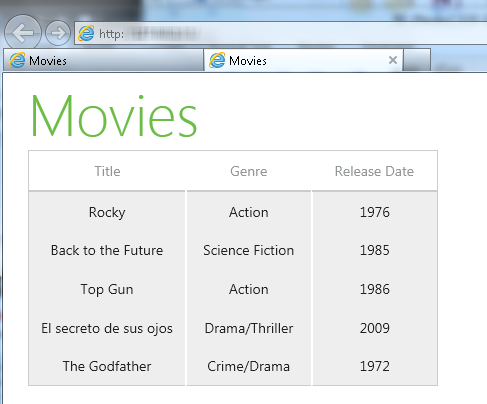 http:
Movies
Movies
Movies
Title Genre Release Date
Rocky Action 1976
Back to the Future Science Fiction 1985
Top Gun Action 1986
El secreto de sus ojos Drama/Thriller 2009
The Godfather Crime/Drama 1972